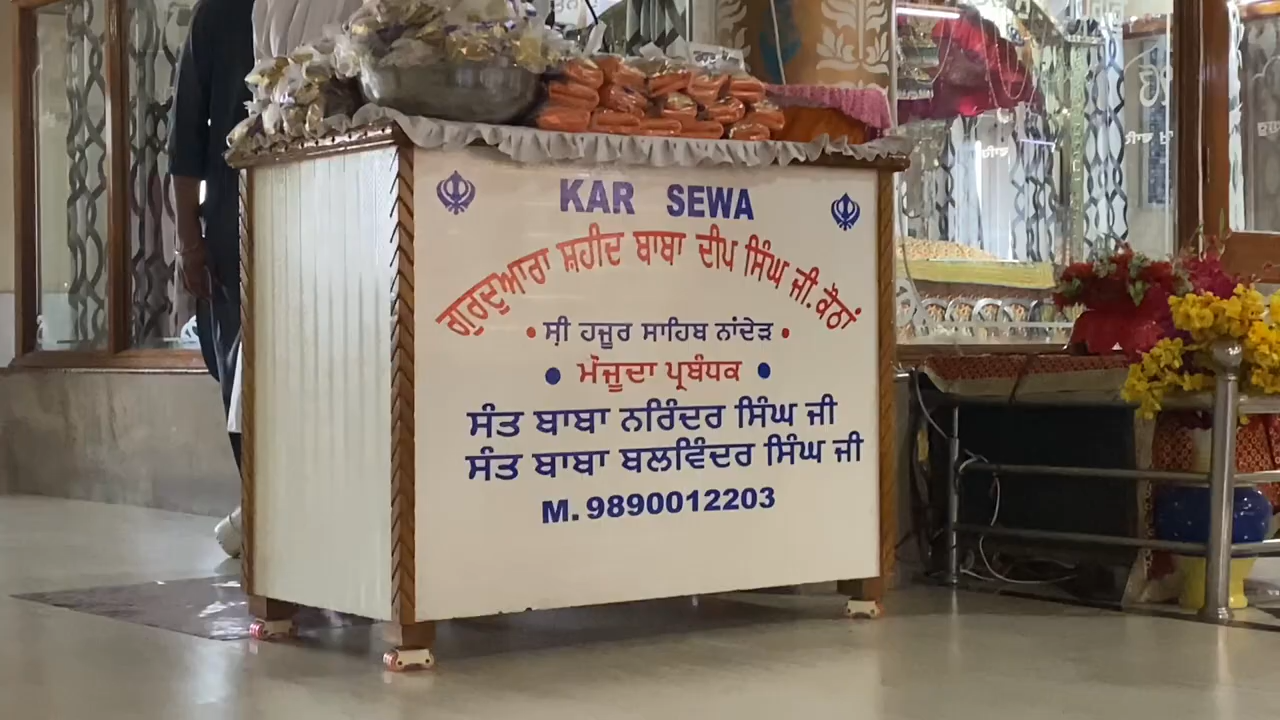 KAR SEWA
ਗੁਰਦੁਆਰਾ ਸ਼ਹੀਦ ਬਾਬਾ ਦੀਪ ਸਿੰਘ ਜੀ.ਕੌਠਾਂ
• ਸ੍ਰੀ ਹਜੂਰ ਸਾਹਿਬ ਨਾਂਦੇੜ •
• ਮੌਜੂਦਾ ਪ੍ਰਬੰਧਕ •
ਸੰਤ ਬਾਬਾ ਨਰਿੰਦਰ ਸਿੰਘ ਜੀ
ਸੰਤ ਬਾਬਾ ਬਲਵਿੰਦਰ ਸਿੰਘ ਜੀ
M. 9890012203